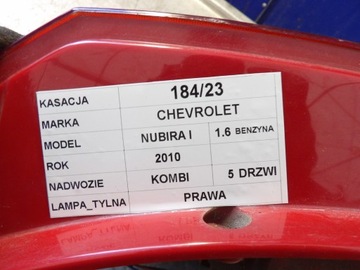 KASACJA 184/23
MARKA CHEVROLET
MODEL NUBIRA I 1.6 BENZYNA
ROK 2010
NADWOZIE KOMBI 5 DRZWI
LAMPA_TYLNA PRAWA